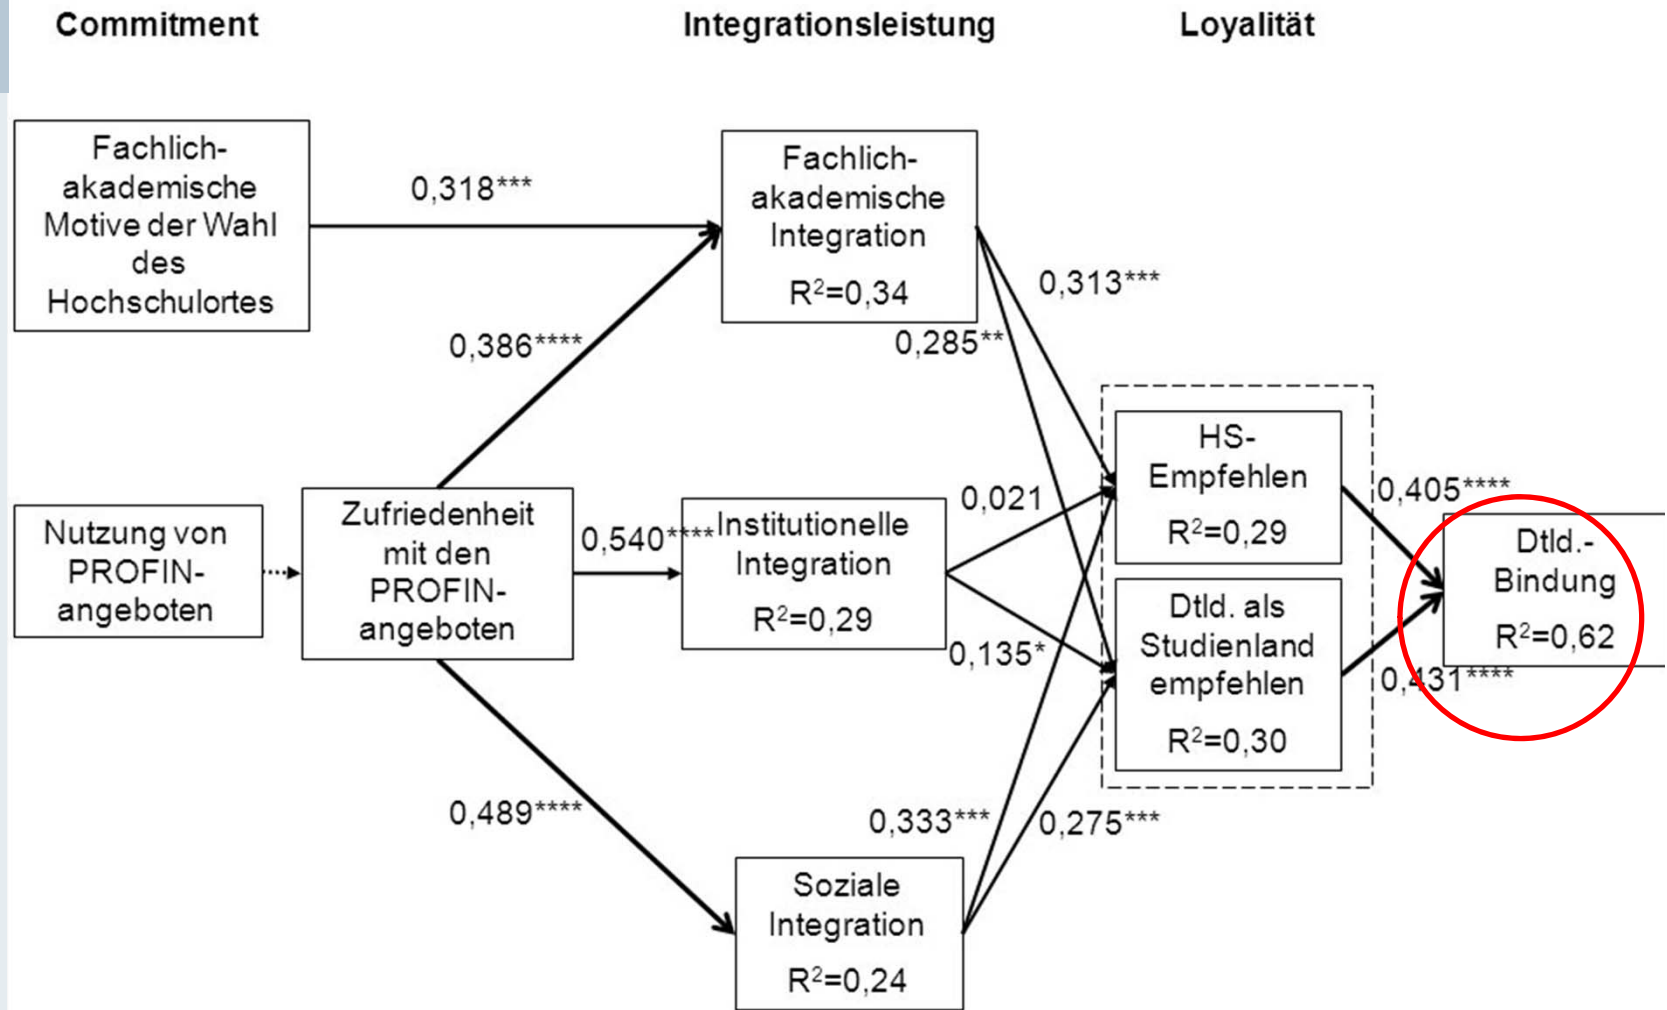 Commitment
Integrationsleistung
Loyalität
Fachlich-
akademische
Motive der Wahl
des
Hochschulortes
0,318***
Fachlich-
akademische
Integration
R²=0,34
0,386****
0,313***
0,285**
Nutzung von
PROFIN-
angeboten
Zufriedenheit
mit den
PROFIN-
angeboten
0,540****
Institutionelle
Integration
R²=0,29
0,021
0,135*
HS-
Empfehlen
R²=0,29
Dtld. als
Studienland
empfehlen
R²=0,30
0,405****
0,431****
Dtld.-
Bindung
R²=0,62
0,489****
0,333***
0,275***
Soziale
Integration
R²=0,24